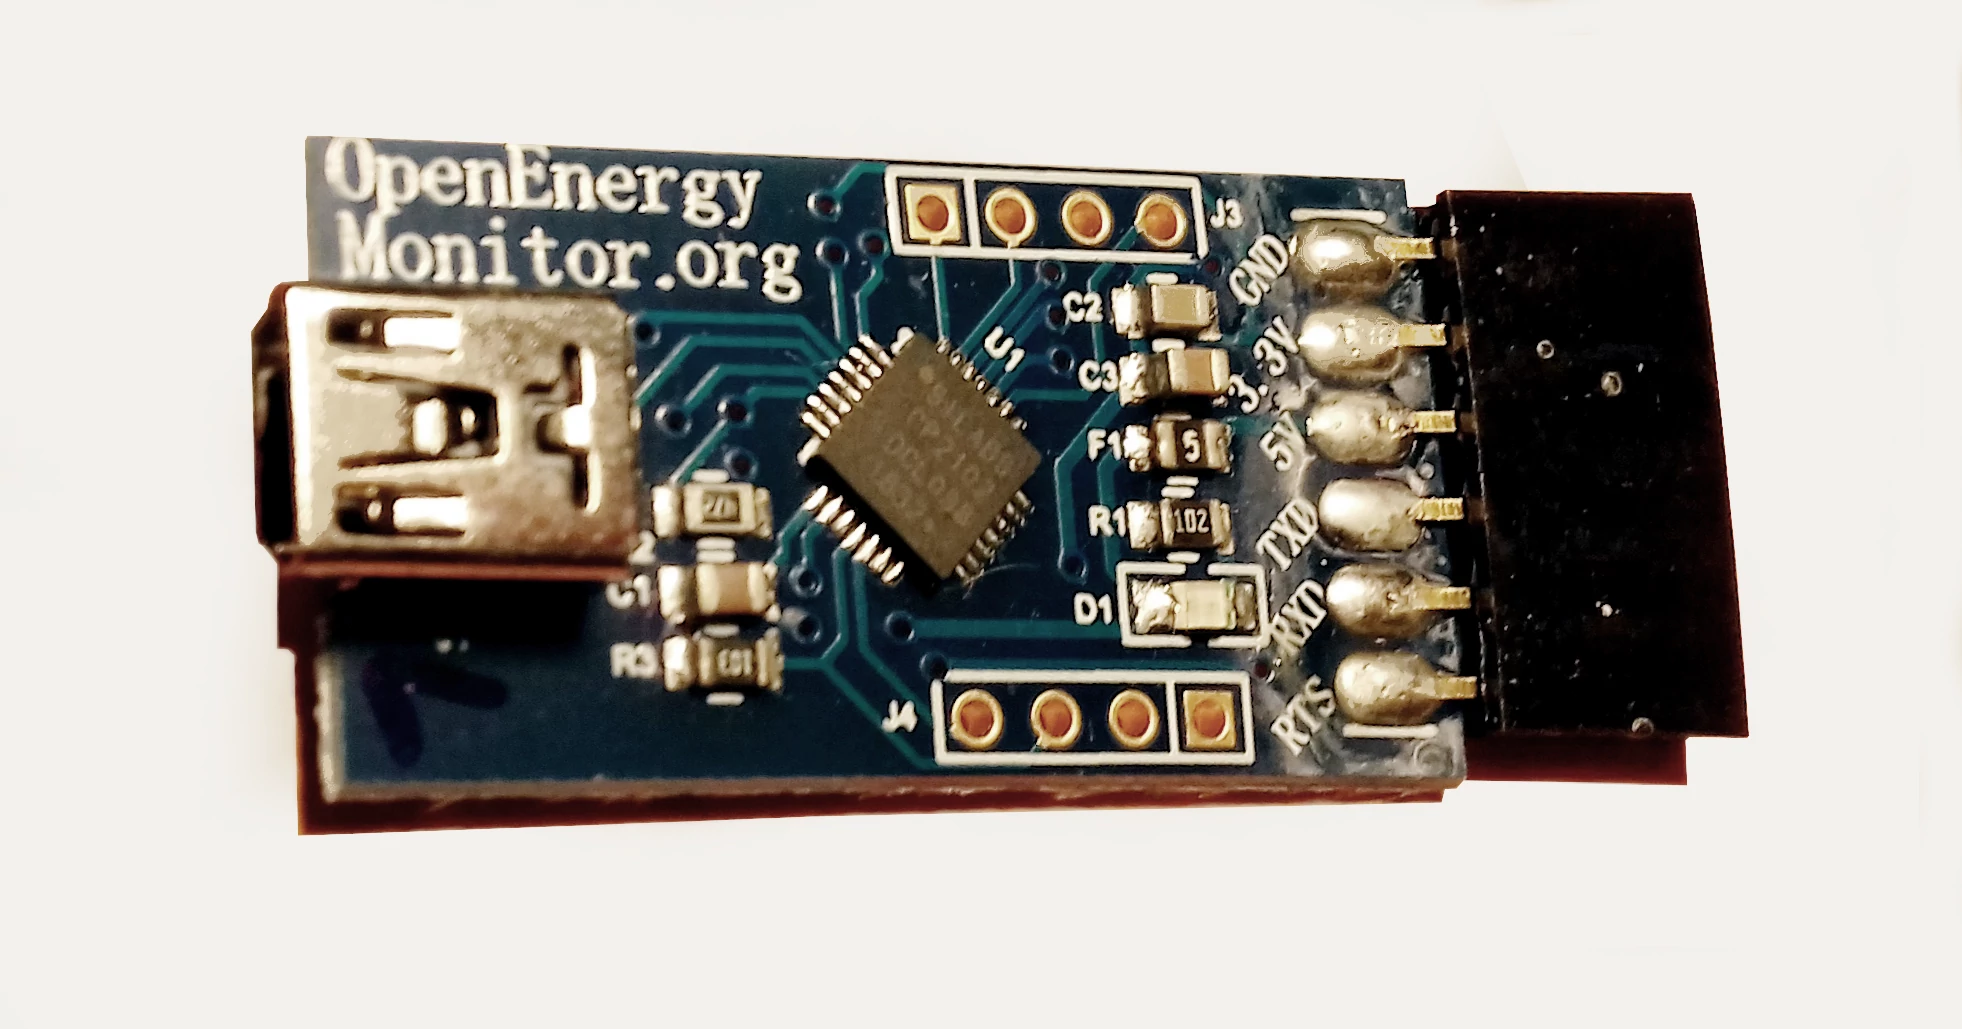 OpenEnergy
Monitor.org
J3
GND
C2
U1
3.3V
C3
5V
F1
5
TXD
R1
102
C1
D1
RXD
R3
103
J4
RTS